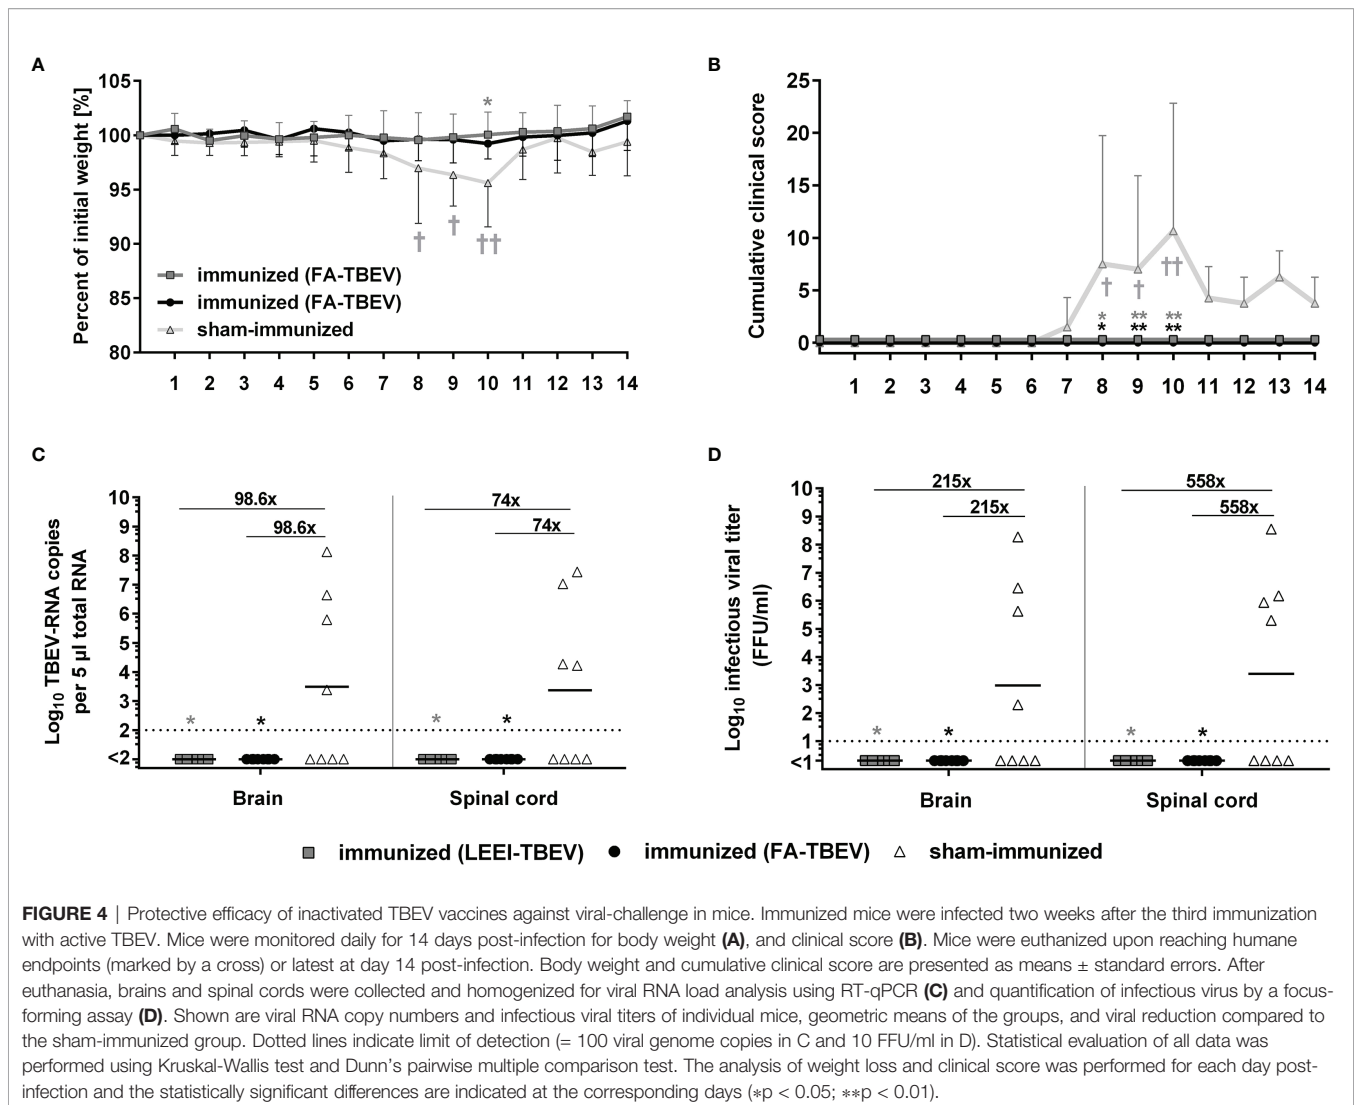 A
105
100
95
90
85
80
Percent of initial weight [%]
*
†
†
††
immunized (FA-TBEV)
immunized (FA-TBEV)
sham-immunized
1 2 3 4 5 6 7 8 9 10 11 12 13 14
B
25
20
15
10
5
0
Cumulative clinical score
†
†
††
* ** **
* ** **
1 2 3 4 5 6 7 8 9 10 11 12 13 14
C
Log10 TBEV-RNA copies
per 5 µl total RNA
10
9
8
7
6
5
4
3
2
<2
98.6x
98.6x
74x
74x
* *
* *
Brain
Spinal cord
D
Log10 infectious viral titer
(FFU/ml)
10
9
8
7
6
5
4
3
2
1
<1
215x
215x
558x
558x
* *
* *
Brain
Spinal cord
immunized (LEEI-TBEV) immunized (FA-TBEV) sham-immunized
FIGURE 4 | Protective efficacy of inactivated TBEV vaccines against viral-challenge in mice. Immunized mice were infected two weeks after the third immunization
with active TBEV. Mice were monitored daily for 14 days post-infection for body weight (A), and clinical score (B). Mice were euthanized upon reaching humane
endpoints (marked by a cross) or latest at day 14 post-infection. Body weight and cumulative clinical score are presented as means ± standard errors. After
euthanasia, brains and spinal cords were collected and homogenized for viral RNA load analysis using RT-qPCR (C) and quantification of infectious virus by a focus-
forming assay (D). Shown are viral RNA copy numbers and infectious viral titers of individual mice, geometric means of the groups, and viral reduction compared to
the sham-immunized group. Dotted lines indicate limit of detection (= 100 viral genome copies in C and 10 FFU/ml in D). Statistical evaluation of all data was
performed using Kruskal-Wallis test and Dunn's pairwise multiple comparison test. The analysis of weight loss and clinical score was performed for each day post-
infection and the statistically significant differences are indicated at the corresponding days (*p < 0.05; **p < 0.01).